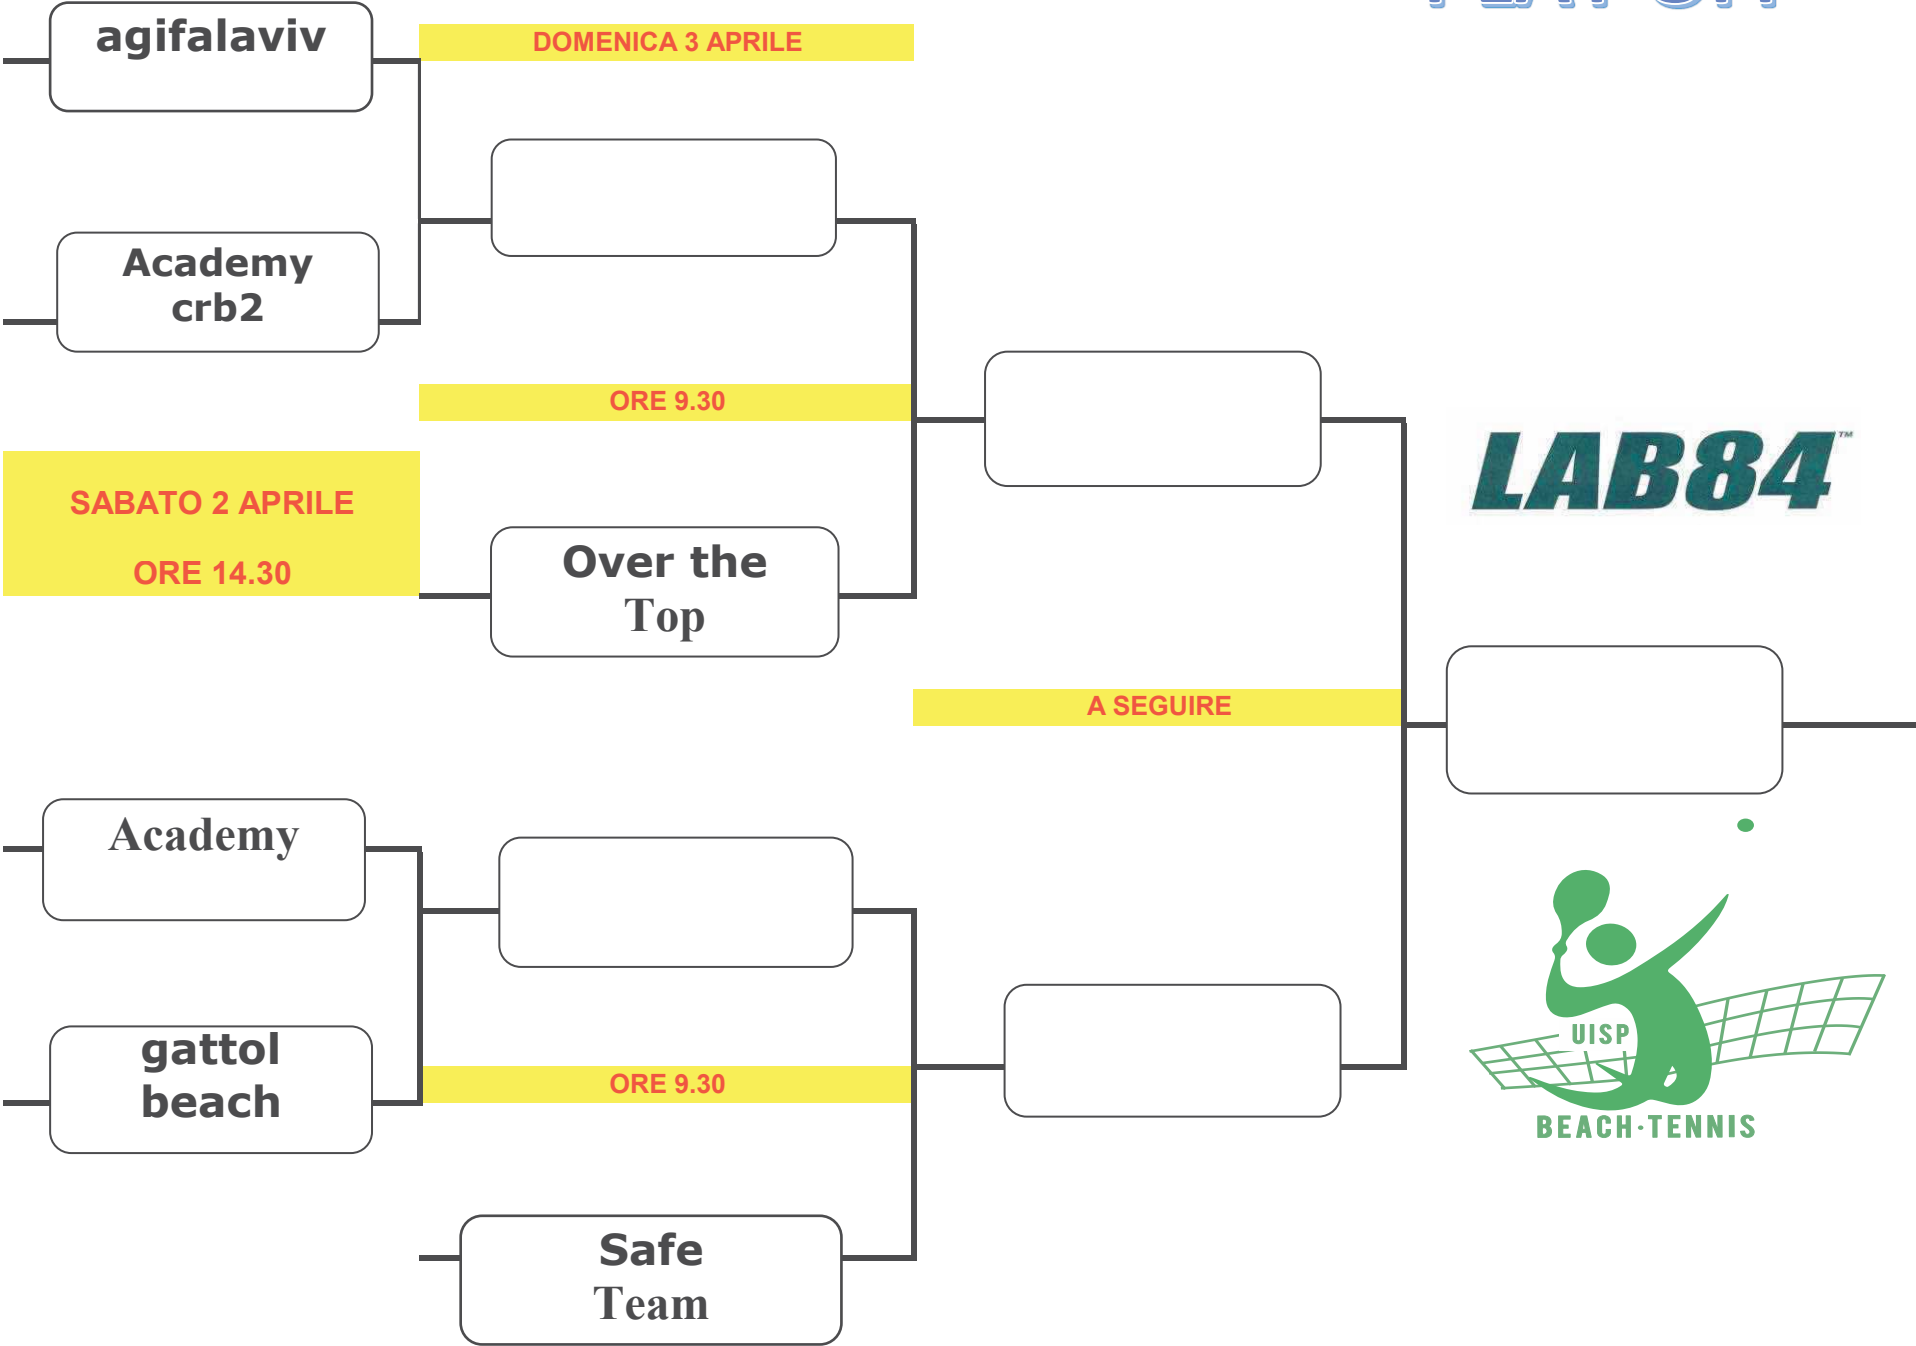 agifalaviv
DOMENICA 3 APRILE
Academy
crb2
ORE 9.30
LAB84™
SABATO 2 APRILE
ORE 14.30
Over the
Top
A SEGUIRE
Academy
gattol
beach
ORE 9.30
UISP
BEACH·TENNIS
Safe
Team